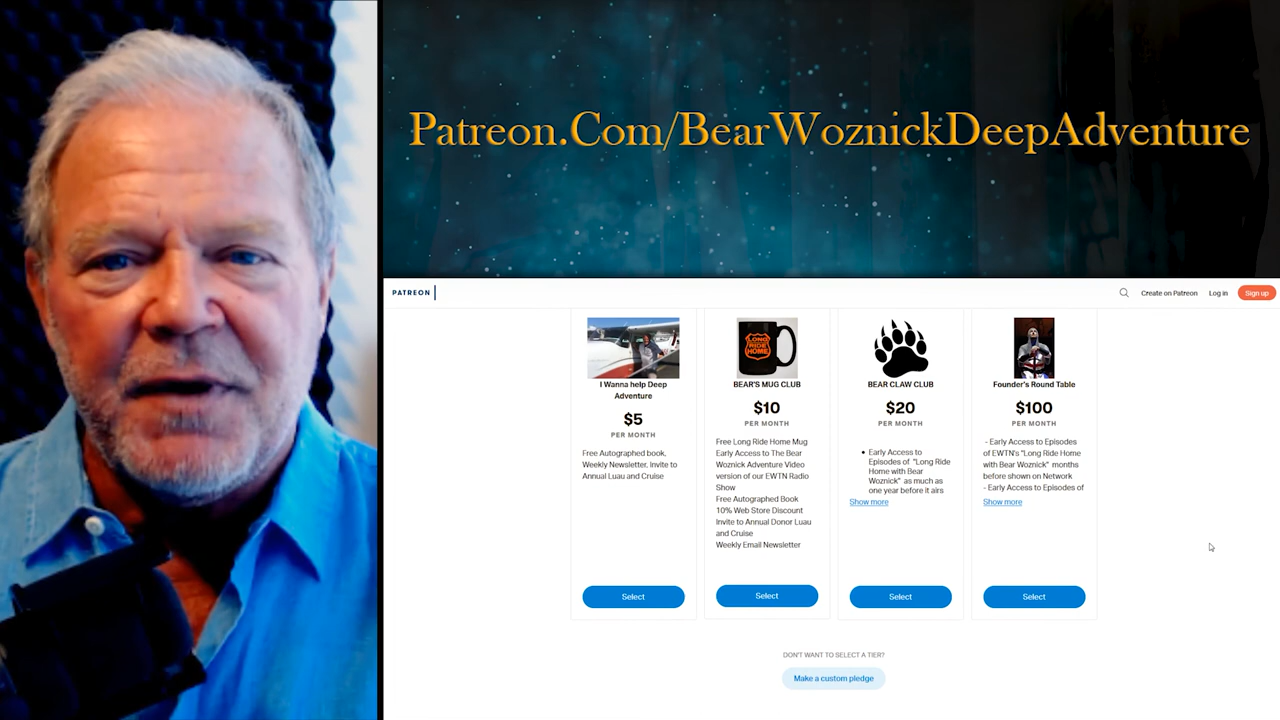 Patreon.Com/BearWoznickDeepAdventure
PATREON
Create on Patreon
Log in
Sign up
I Wanna help Deep
Adventure
$5
PER MONTH
Free Autographed book,
Weekly Newsletter, Invite to
Annual Luau and Cruise
Select
LONG
RIDE
HOME
BEAR'S MUG CLUB
$10
PER MONTH
Free Long Ride Home Mug
Early Access to The Bear
Woznick Adventure Video
version of our EWTN Radio
Show
Free Autographed Book
10% Web Store Discount
Invite to Annual Donor Luau
and Cruise
Weekly Email Newsletter
Select
BEAR CLAW CLUB
$20
PER MONTH
• Early Access to
Episodes of "Long Ride
Home with Bear
Woznick" as much as
one year before it airs
Show more
Select
Founder's Round Table
$100
PER MONTH
- Early Access to Episodes
of EWTN's "Long Ride Home
with Bear Woznick" months
before shown on Network
- Early Access to Episodes of
Show more
Select
DON'T WANT TO SELECT A TIER?
Make a custom pledge